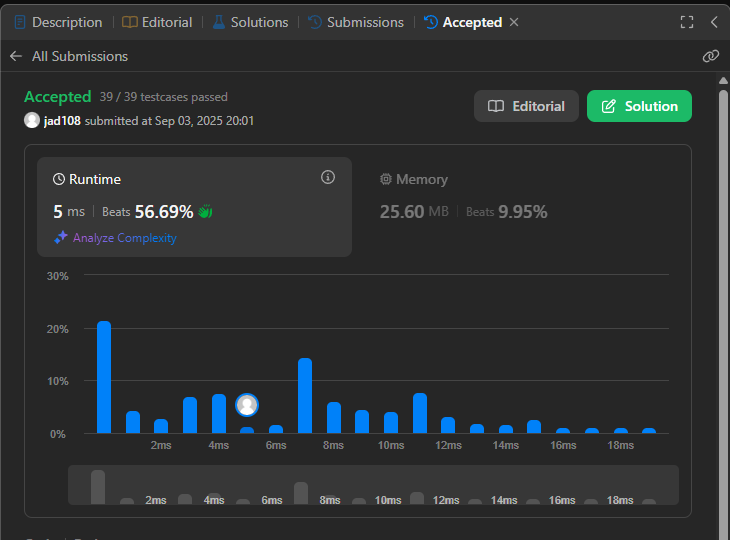 Description Editorial Solutions Submissions Accepted
All Submissions
Accepted 39 / 39 testcases passed
jad108 submitted at Sep 03, 2025 20:01
Editorial Solution
Runtime
5 ms Beats 56.69%
Analyze Complexity
Memory
25.60 MB Beats 9.95%
30%
20%
10%
0%
2ms 4ms 6ms 8ms 10ms 12ms 14ms 16ms 18ms
2ms 4ms 6ms 8ms 10ms 12ms 14ms 16ms 18ms